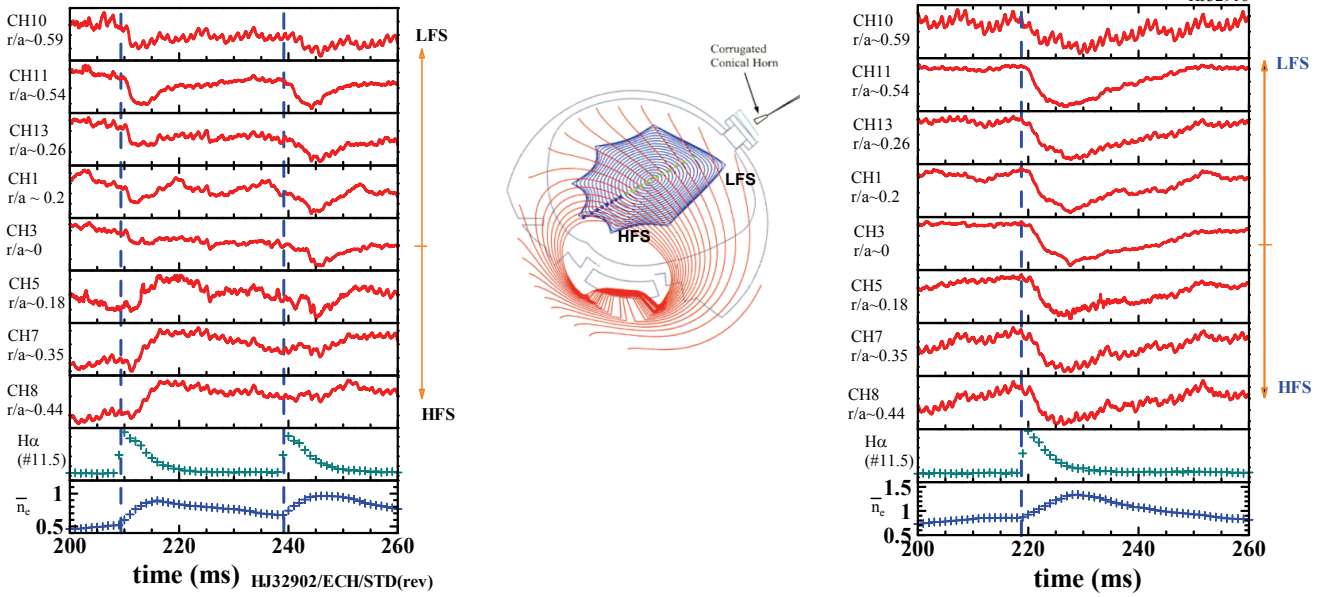 CH10
r/a~0.59
CH11
r/a~0.54
CH13
r/a~0.26
CH1
r/a ~ 0.2
CH3
r/a~0
CH5
r/a~0.18
CH7
r/a~0.35
CH8
r/a~0.44
Hα
(#11.5)
n̅e
1
0.5
200
220
240
260
time (ms)
HJ32902/ECH/STD(rev)
LFS
HFS
Corrugated
Conical Horn
LFS
HFS
CH10
r/a~0.59
CH11
r/a~0.54
CH13
r/a~0.26
CH1
r/a~0.2
CH3
r/a~0
CH5
r/a~0.18
CH7
r/a~0.35
CH8
r/a~0.44
Hα
(#11.5)
n̅e
1.5
1
0.5
200
220
240
260
time (ms)
LFS
HFS